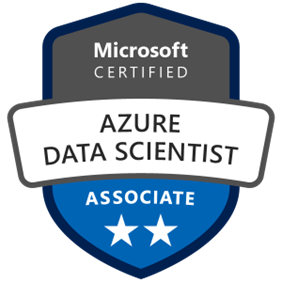 Microsoft
CERTIFIED
AZURE
DATA SCIENTIST
ASSOCIATE